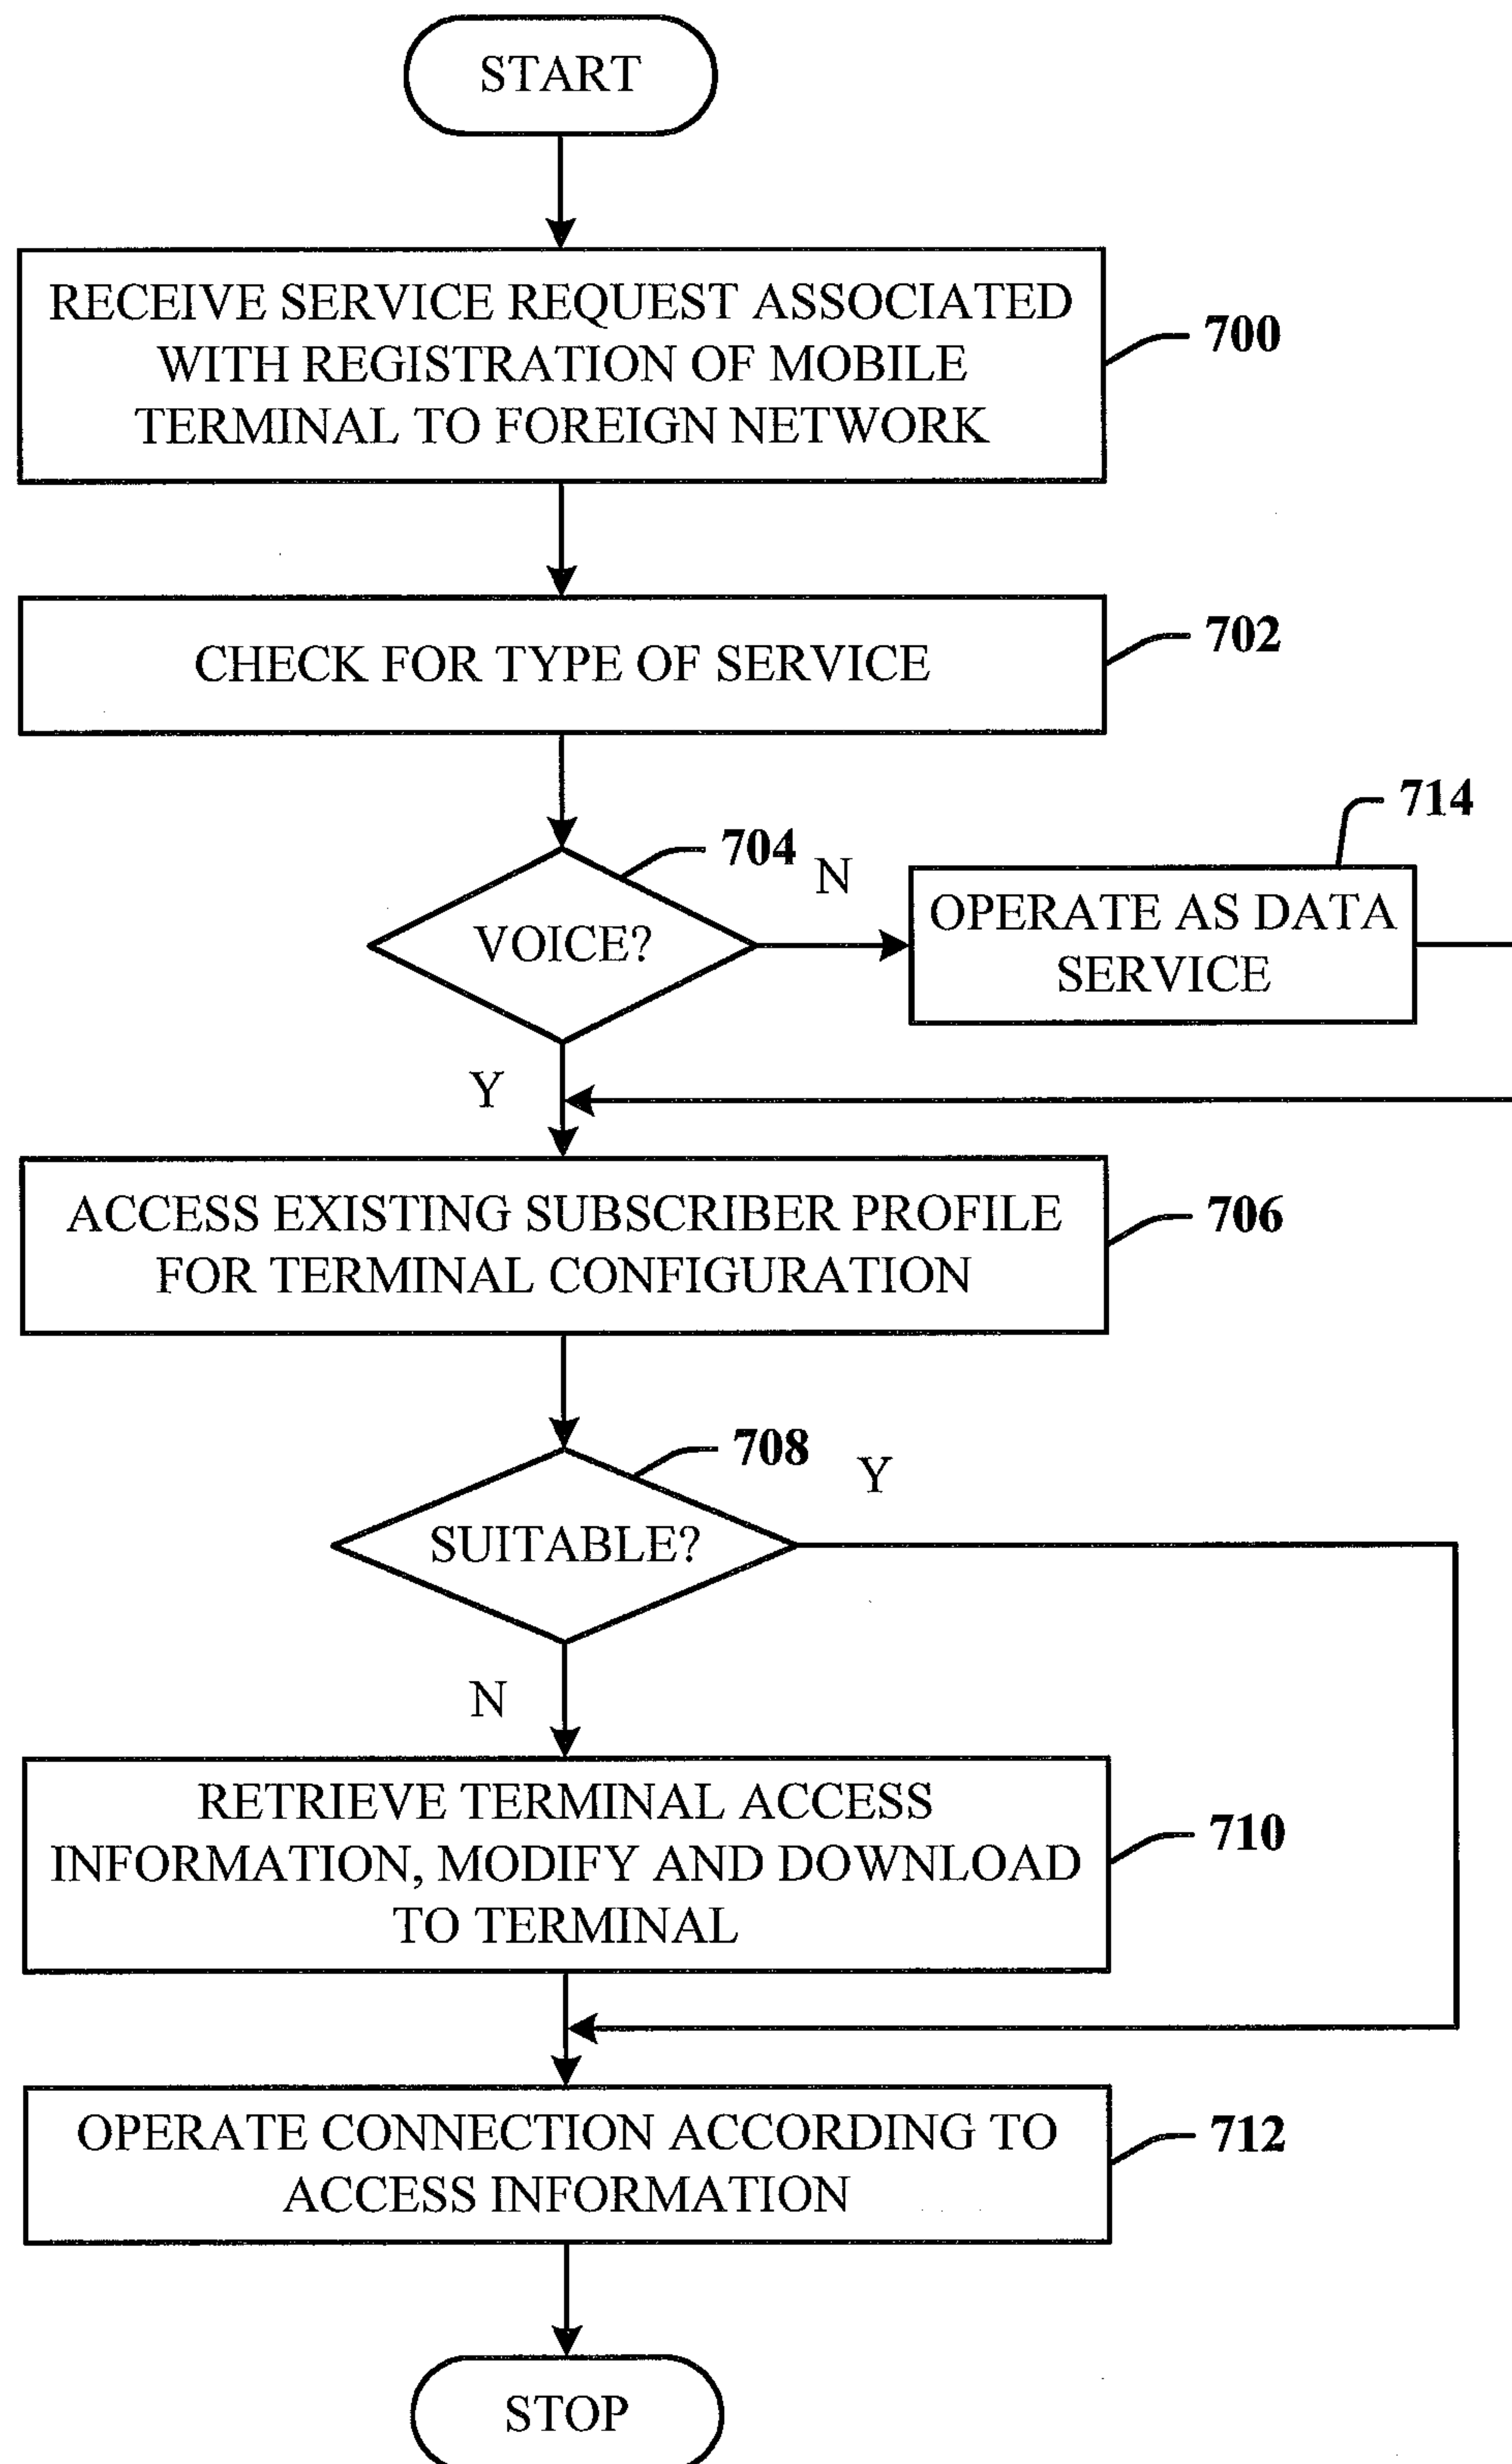 START
RECEIVE SERVICE REQUEST ASSOCIATED
WITH REGISTRATION OF MOBILE
TERMINAL TO FOREIGN NETWORK
700
CHECK FOR TYPE OF SERVICE
702
704
VOICE?
N
714
OPERATE AS DATA
SERVICE
Y
ACCESS EXISTING SUBSCRIBER PROFILE
FOR TERMINAL CONFIGURATION
706
708
SUITABLE?
Y
N
RETRIEVE TERMINAL ACCESS
INFORMATION, MODIFY AND DOWNLOAD
TO TERMINAL
710
OPERATE CONNECTION ACCORDING TO
ACCESS INFORMATION
712
STOP